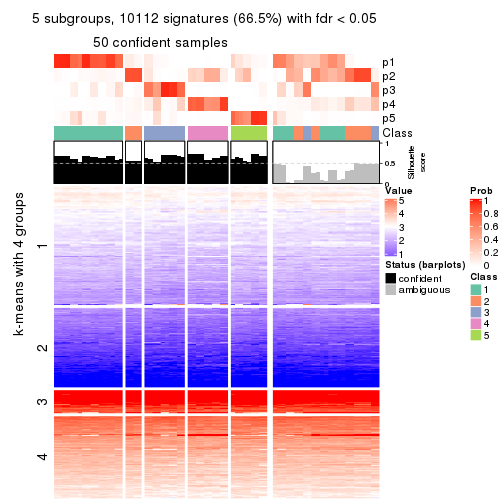 5 subgroups, 10112 signatures (66.5%) with fdr < 0.05
50 confident samples
p1
p2
p3
p4
p5
Class
1
0.5
0
Silhouette
score
k-means with 4 groups
1
2
3
4
Value
5
4
3
2
1
Status (barplots)
confident
ambiguous
Prob
1
0.8
0.6
0.4
0.2
0
Class
1
2
3
4
5